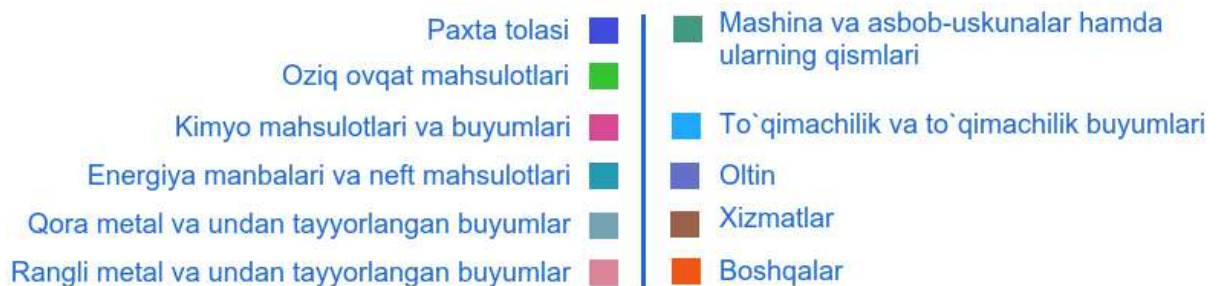 Paxta tolasi
Oziq ovqat mahsulotlari
Kimyo mahsulotlari va buyumlari
Energiya manbalari va neft mahsulotlari
Qora metal va undan tayyorlangan buyumlar
Rangli metal va undan tayyorlangan buyumlar
Mashina va asbob-uskunalar hamda
ularning qismlari
To`qimachilik va to`qimachilik buyumlari
Oltin
Xizmatlar
Boshqalar